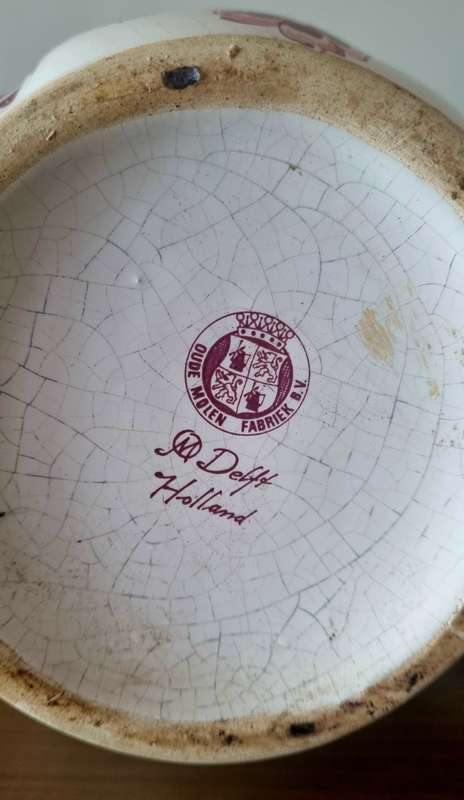 OUDE MOLEN FABRIEK B.V.
Delft
Holland